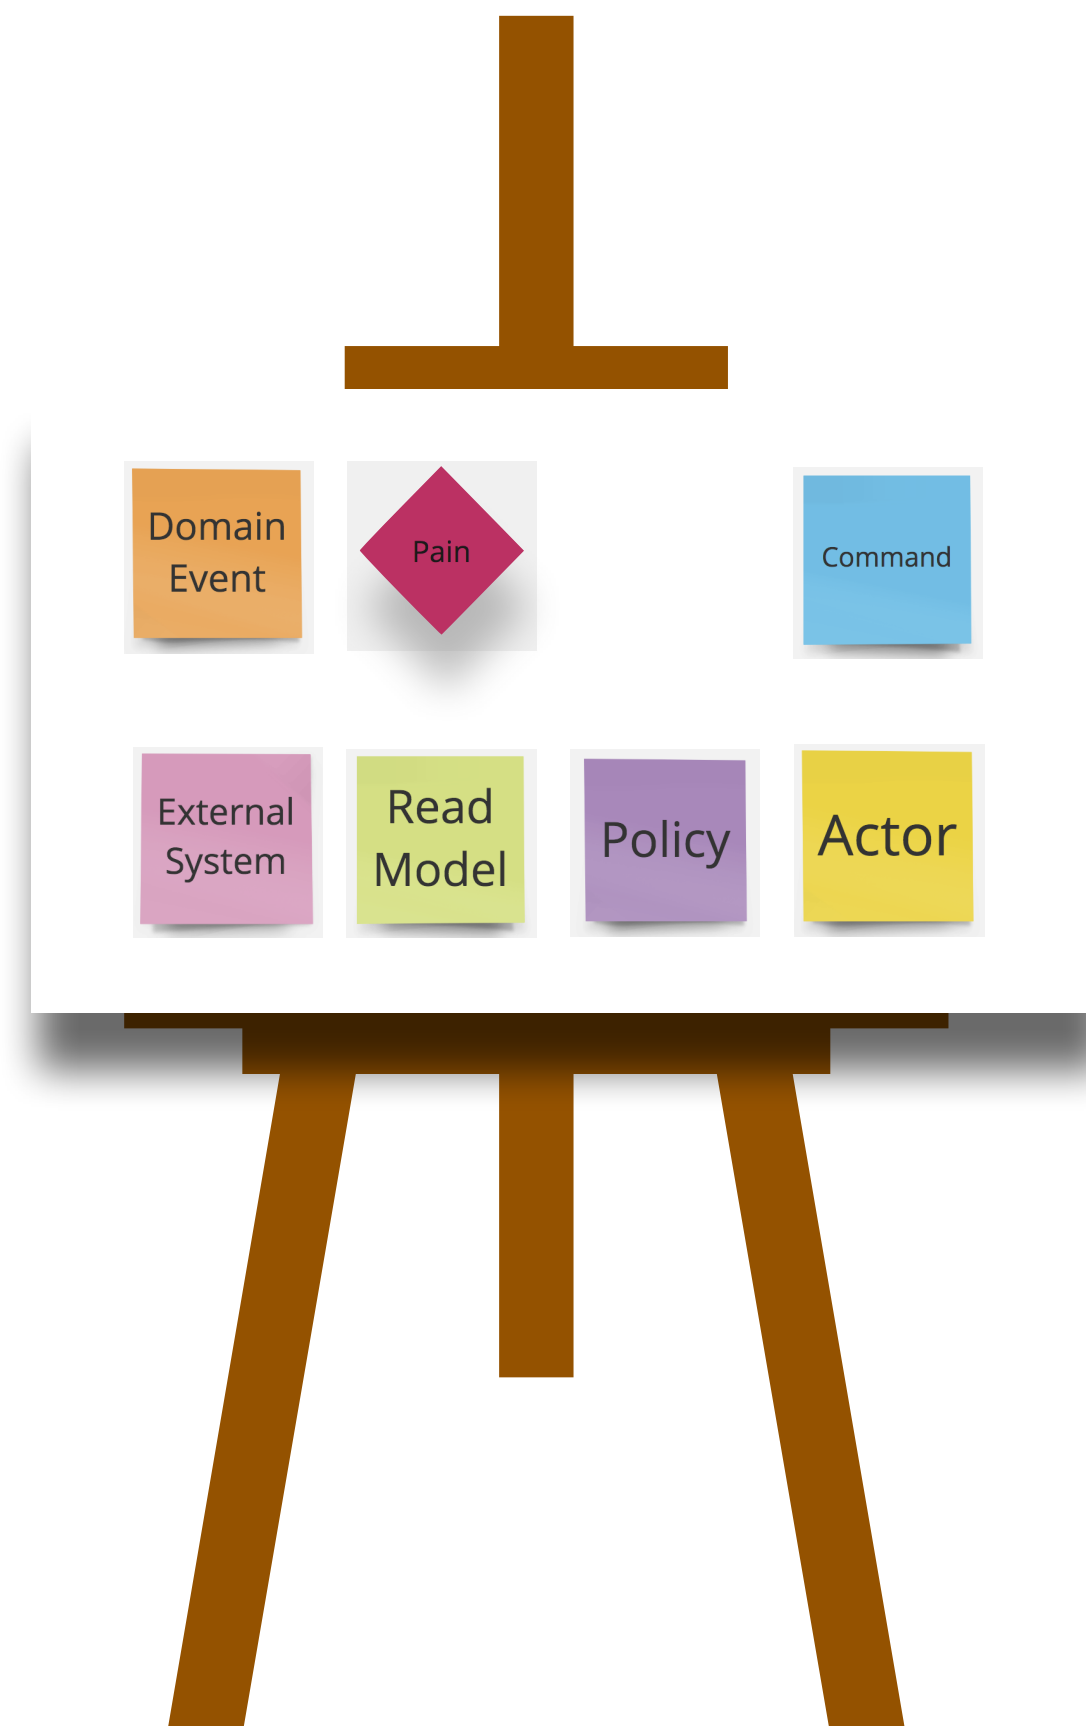 Domain
Event
Pain
Command
External
System
Read
Model
Policy
Actor